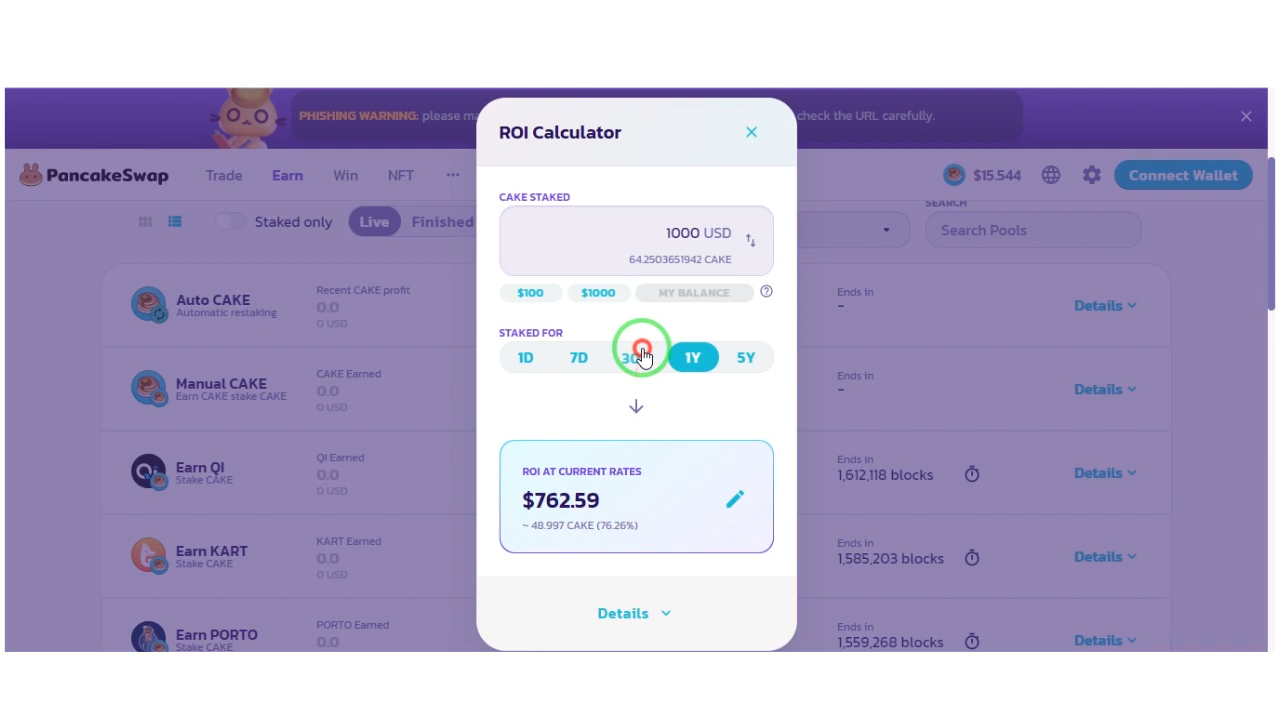 PHISHING WARNING: please
check the URL carefully.
PancakeSwap
Trade
Earn
Win
NFT
$15.544
Connect Wallet
ROI Calculator
Staked only
Live
Finished
SEARCH
Search Pools
CAKE STAKED
1000 USD
64.2503651942 CAKE
$100
$1000
MY BALANCE
STAKED FOR
1D
7D
1Y
5Y
ROI AT CURRENT RATES
$762.59
~ 48.997 CAKE (76.26%)
Details
Auto CAKE
Automatic restaking
Recent CAKE profit
0.0
0 USD
Ends in
-
Details
Manual CAKE
Earn CAKE stake CAKE
CAKE Earned
0.0
0 USD
Ends in
-
Details
Earn QI
Stake CAKE
QI Earned
0.0
0 USD
Ends in
1,612,118 blocks
Details
Earn KART
Stake CAKE
KART Earned
0.0
0 USD
Ends in
1,585,203 blocks
Details
Earn PORTO
Stake CAKE
PORTO Earned
0.0
Ends in
1,559,268 blocks
Details